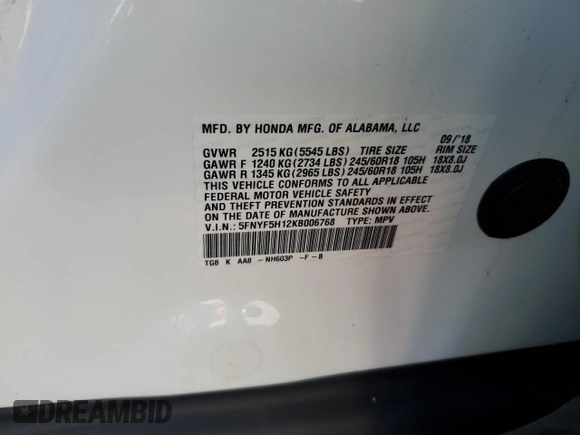 MFD. BY HONDA MFG. OF ALABAMA, LLC
09/'18
GVWR 2515 KG(5545 LBS) TIRE SIZE RIM SIZE
GAWR F 1240 KG(2734 LBS)245/60R18 105H 18X8.0J
GAWR R 1345 KG(2965 LBS)245/60R18 105H 18X8.0J
THIS VEHICLE CONFORMS TO ALL APPLICABLE
FEDERAL MOTOR VEHICLE SAFETY
AND THEFT PREVENTION STANDARDS IN EFFECT
ON THE DATE OF MANUFACTURE SHOWN ABOVE.
V.I.N.: 5FNYF5H12KB006768 TYPE: MPV
TG8 K AA8 -NH603P -F-B
DREAMBID